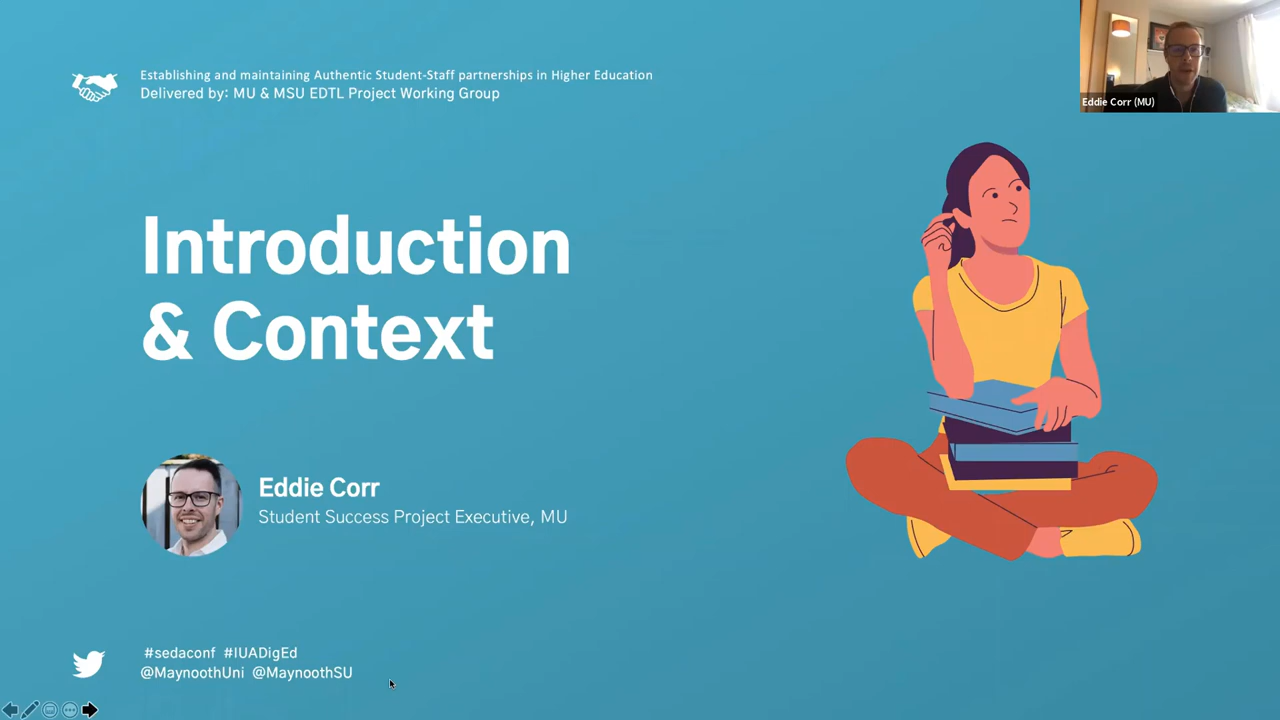 Establishing and maintaining Authentic Student-Staff partnerships in Higher Education
Delivered by: MU & MSU EDTL Project Working Group
Eddie Corr (MU)
Introduction
& Context
Eddie Corr
Student Success Project Executive, MU
#sedaconf #IUADigEd
@MaynoothUni @MaynoothSU